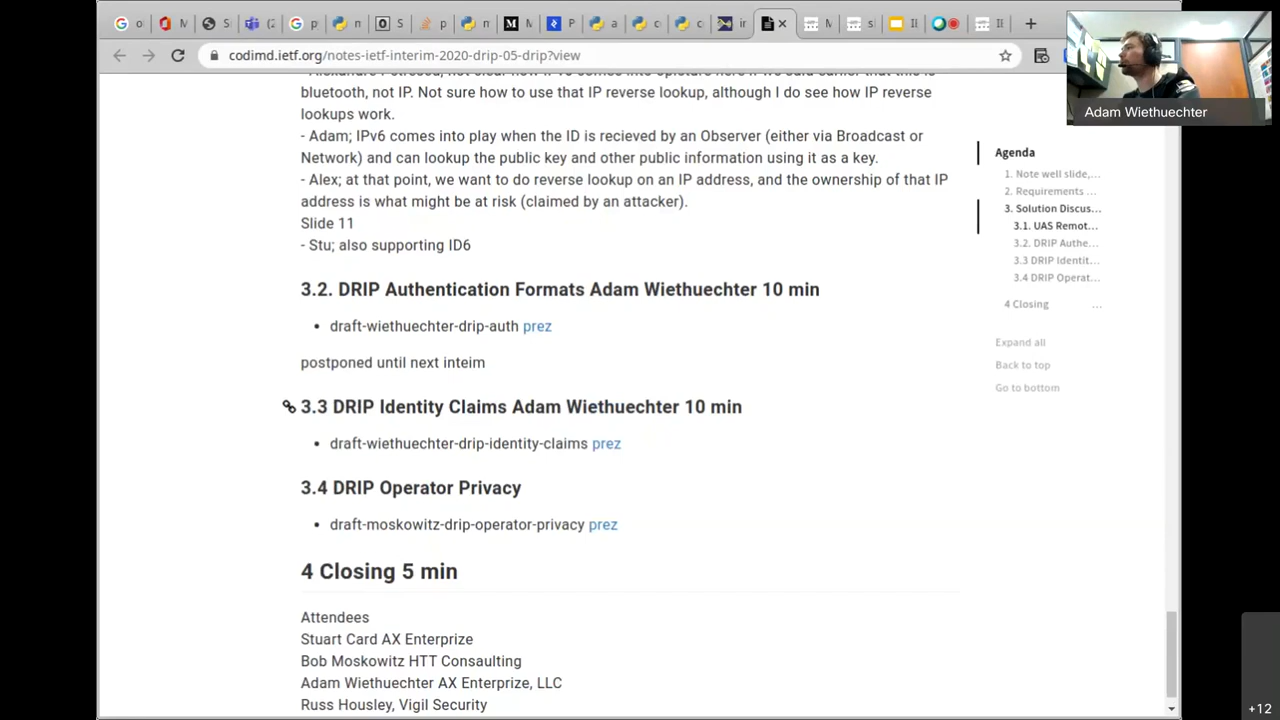 codimd.ietf.org/notes-ietf-interim-2020-drip-05-drip?view
Adam Wiethuechter
bluetooth, not IP. Not sure how to use that IP reverse lookup, although I do see how IP reverse
lookups work.
- Adam; IPv6 comes into play when the ID is recieved by an Observer (either via Broadcast or
Network) and can lookup the public key and other public information using it as a key.
- Alex; at that point, we want to do reverse lookup on an IP address, and the ownership of that IP
address is what might be at risk (claimed by an attacker).
Slide 11
- Stu; also supporting ID6
3.2. DRIP Authentication Formats Adam Wiethuechter 10 min
• draft-wiethuechter-drip-auth prez
postponed until next inteim
3.3 DRIP Identity Claims Adam Wiethuechter 10 min
• draft-wiethuechter-drip-identity-claims prez
3.4 DRIP Operator Privacy
• draft-moskowitz-drip-operator-privacy prez
4 Closing 5 min
Attendees
Stuart Card AX Enterprize
Bob Moskowitz HTT Consaulting
Adam Wiethuechter AX Enterprize, LLC
Russ Housley, Vigil Security
Agenda
1. Note well slide,...
2. Requirements ...
3. Solution Discus...
3.1. UAS Remot...
3.2. DRIP Authe...
3.3 DRIP Identit...
3.4 DRIP Operat...
4 Closing ...
Expand all
Back to top
Go to bottom
+12